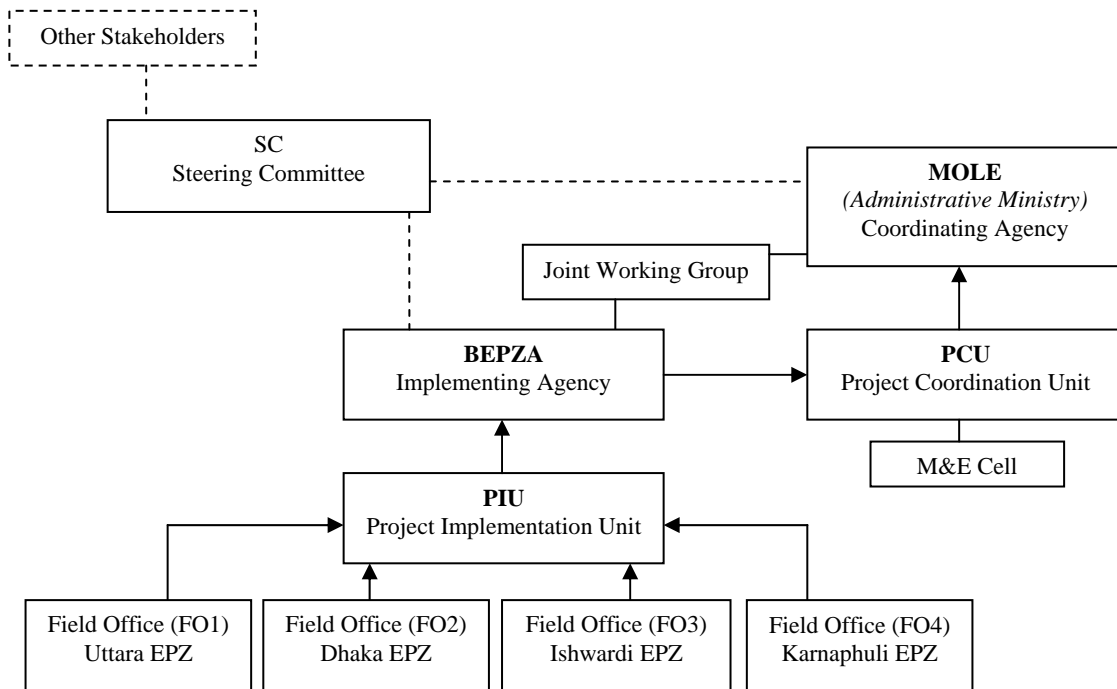 Other Stakeholders
SC
Steering Committee
MOLE
(Administrative Ministry)
Coordinating Agency
Joint Working Group
BEPZA
Implementing Agency
PCU
Project Coordination Unit
M&E Cell
PIU
Project Implementation Unit
Field Office (FO1)
Uttara EPZ
Field Office (FO2)
Dhaka EPZ
Field Office (FO3)
Ishwardi EPZ
Field Office (FO4)
Karnaphuli EPZ